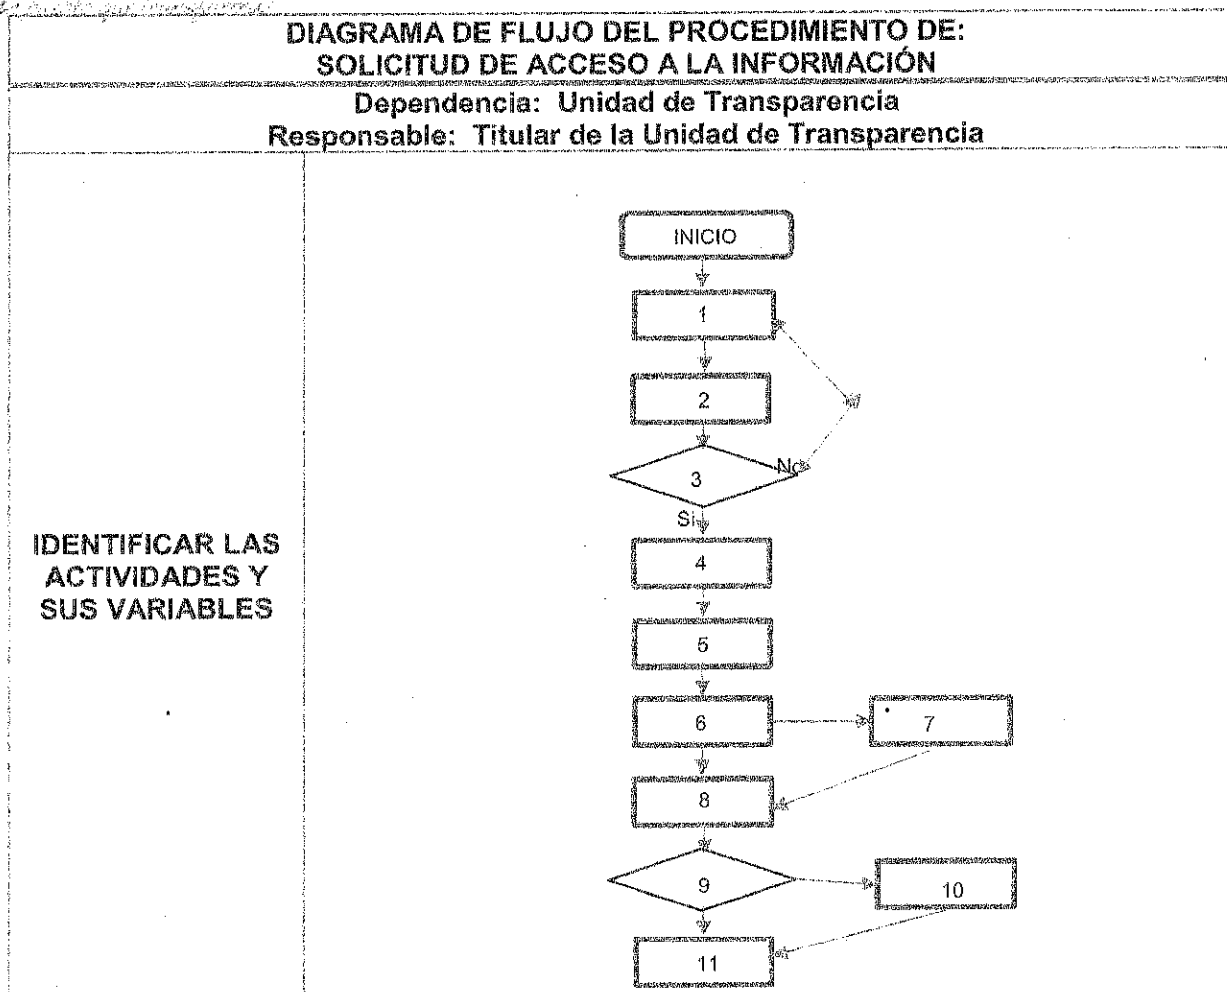 DIAGRAMA DE FLUJO DEL PROCEDIMIENTO DE:
SOLICITUD DE ACCESO A LA INFORMACIÓN
Dependencia: Unidad de Transparencia
Responsable: Titular de la Unidad de Transparencia
IDENTIFICAR LAS
ACTIVIDADES Y
SUS VARIABLES
INICIO
1
2
3
No
Si
4
5
6
7
8
9
10
11